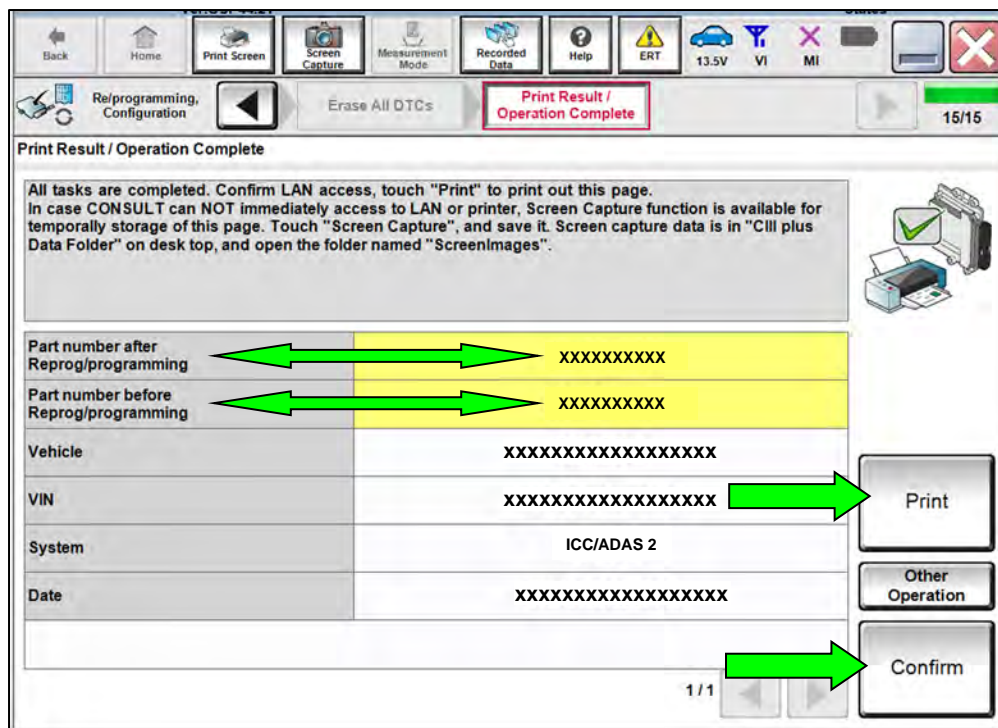 Back
Home
Print Screen
Screen
Capture
Measurement
Mode
Recorded
Data
Help
ERT
13.5V
VI
MI
Re/programming,
Configuration
Erase All DTCs
Print Result /
Operation Complete
15/15
Print Result / Operation Complete
All tasks are completed. Confirm LAN access, touch "Print" to print out this page.
In case CONSULT can NOT immediately access to LAN or printer, Screen Capture function is available for
temporally storage of this page. Touch "Screen Capture", and save it. Screen capture data is in "CIII plus
Data Folder" on desk top, and open the folder named "ScreenImages".
Part number after
Reprog/programming
XXXXXXXXXX
Part number before
Reprog/programming
XXXXXXXXXX
Vehicle
XXXXXXXXXXXXXXXXXX
VIN
XXXXXXXXXXXXXXXXXX
Print
System
ICC/ADAS 2
Date
XXXXXXXXXXXXXXXXXX
Other
Operation
Confirm
1/1